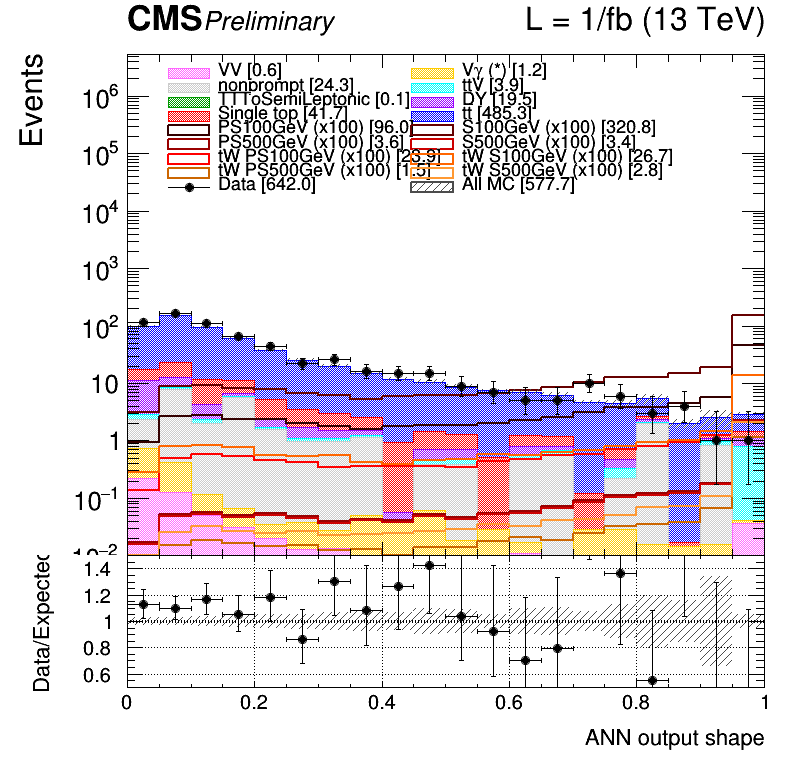 CMS Preliminary L = 1/fb (13 TeV)
Events
VV [0.6] Vγ (*) [1.2]
nonprompt [24.3] ttV [3.9]
TTToSemiLeptonic [0.1] DY [19.5]
Single top [41.7] tt [485.3]
PS100GeV (x100) [96.0] S100GeV (x100) [320.8]
PS500GeV (x100) [3.6] S500GeV (x100) [3.4]
tW PS100GeV (x100) [23.9] tW S100GeV (x100) [26.7]
tW PS500GeV (x100) [1.5] tW S500GeV (x100) [2.8]
Data [642.0] All MC [577.7]
10⁶
10⁵
10⁴
10³
10²
10
1
10⁻¹
10⁻²
Data/Expected
1.4
1.2
1
0.8
0.6
0 0.2 0.4 0.6 0.8 1
ANN output shape